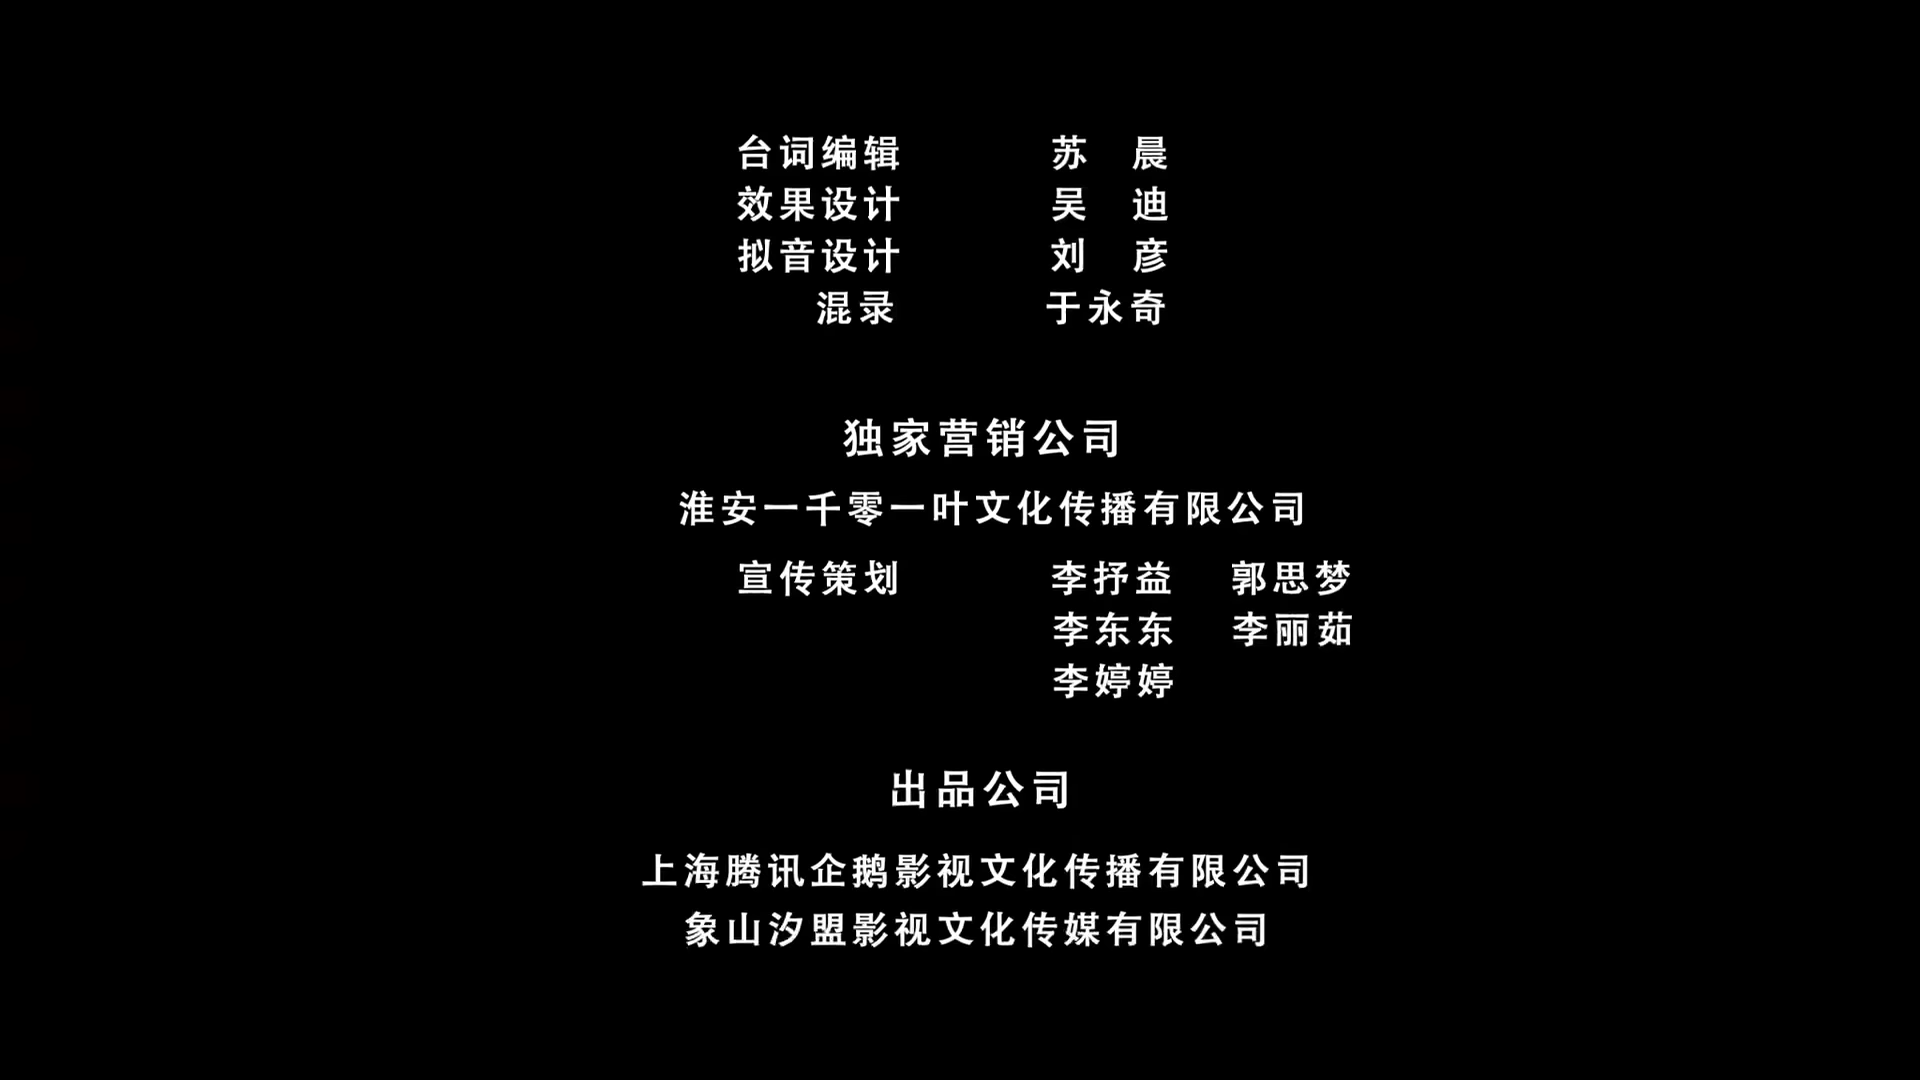 台词编辑 苏 晨
效果设计 吴 迪
拟音设计 刘 彦
混录 于永奇
独家营销公司
淮安一千零一叶文化传播有限公司
宣传策划 李抒益 郭思梦
李东东 李丽茹
李婷婷
出品公司
上海腾讯企鹅影视文化传播有限公司
象山汐盟影视文化传媒有限公司